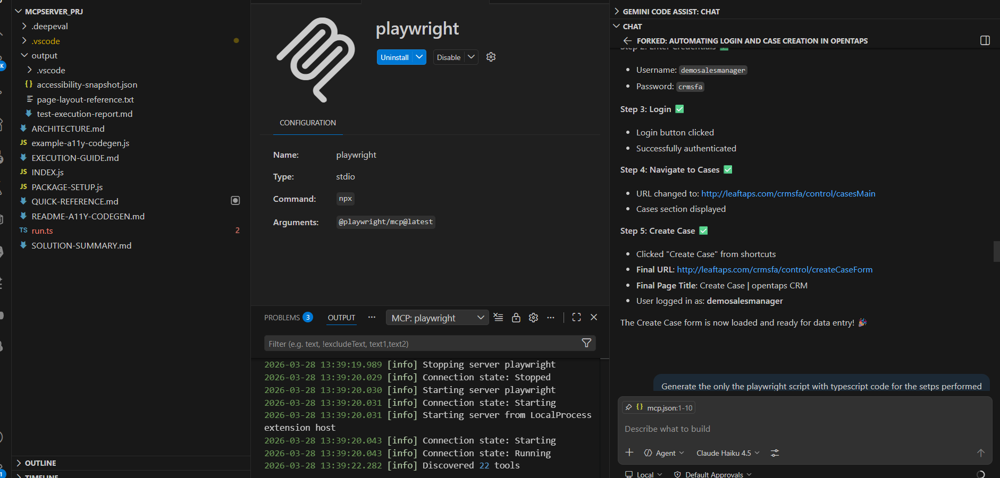 MCPSERVER_PRJ
.deepeval
.vscode
output
.vscode
accessibility-snapshot.json
page-layout-reference.txt
test-execution-report.md
ARCHITECTURE.md
JS example-a11y-codegen.js
EXECUTION-GUIDE.md
JS INDEX.js
JS PACKAGE-SETUP.js
QUICK-REFERENCE.md
README-A11Y-CODEGEN.md
TS run.ts 2
SOLUTION-SUMMARY.md
OUTLINE
TIMELINE
playwright
Uninstall
Disable
CONFIGURATION
Name: playwright
Type: stdio
Command: npx
Arguments: @playwright/mcp@latest
PROBLEMS 3 OUTPUT ··· MCP: playwright
Filter (e.g. text, !excludeText, text1,text2)
2026-03-28 13:39:19.989 [info] Stopping server playwright
2026-03-28 13:39:20.029 [info] Connection state: Stopped
2026-03-28 13:39:20.030 [info] Starting server playwright
2026-03-28 13:39:20.031 [info] Connection state: Starting
2026-03-28 13:39:20.031 [info] Starting server from LocalProcess
extension host
2026-03-28 13:39:20.043 [info] Connection state: Starting
2026-03-28 13:39:20.043 [info] Connection state: Running
2026-03-28 13:39:22.282 [info] Discovered 22 tools
GEMINI CODE ASSIST: CHAT
CHAT
FORKED: AUTOMATING LOGIN AND CASE CREATION IN OPENTAPS
Step 2: Enter Credentials ✅
• Username: demosalesmanager
• Password: crmsfa
Step 3: Login ✅
• Login button clicked
• Successfully authenticated
Step 4: Navigate to Cases ✅
• URL changed to: http://leaftaps.com/crmsfa/control/casesMain
• Cases section displayed
Step 5: Create Case ✅
• Clicked "Create Case" from shortcuts
• Final URL: http://leaftaps.com/crmsfa/control/createCaseForm
• Final Page Title: Create Case | opentaps CRM
• User logged in as: demosalesmanager
The Create Case form is now loaded and ready for data entry! 🎉
Generate the only the playwright script with typescript code for the setps performed
mcp.json:1-10
Describe what to build
Agent Claude Haiku 4.5
Local Default Approvals